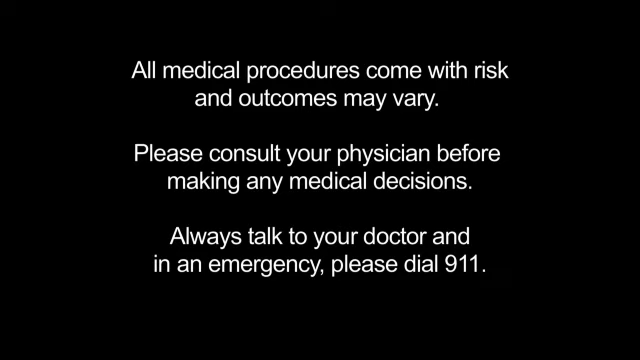 All medical procedures come with risk
and outcomes may vary.
Please consult your physician before
making any medical decisions.
Always talk to your doctor and
in an emergency, please dial 911.